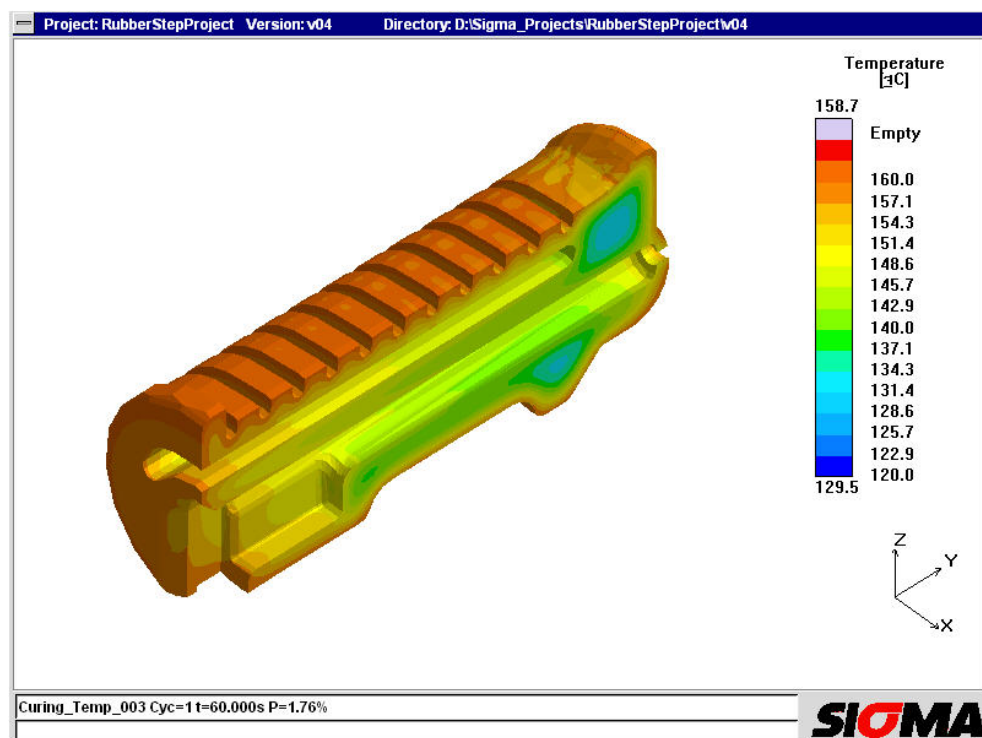 Project: RubberStepProject Version: v04 Directory: D:\Sigma_Projects\RubberStepProject\v04
Temperature
[ךC]
158.7
Empty
160.0
157.1
154.3
151.4
148.6
145.7
142.9
140.0
137.1
134.3
131.4
128.6
125.7
122.9
120.0
129.5
Z
Y
X
Curing_Temp_003 Cyc=1 t=60.000s P=1.76%
SIGMA